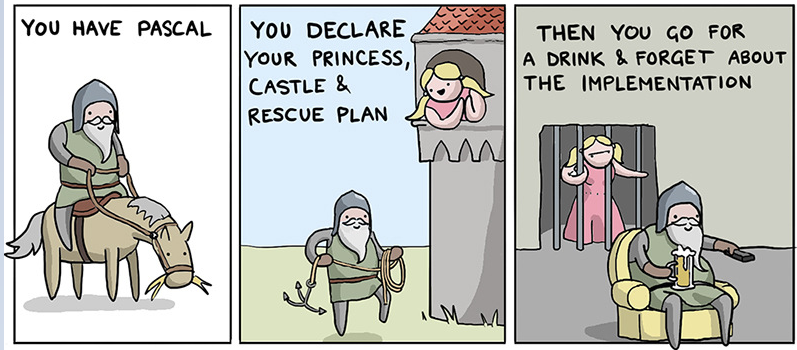 YOU HAVE PASCAL
YOU DECLARE
YOUR PRINCESS,
CASTLE &
RESCUE PLAN
THEN YOU GO FOR
A DRINK & FORGET ABOUT
THE IMPLEMENTATION